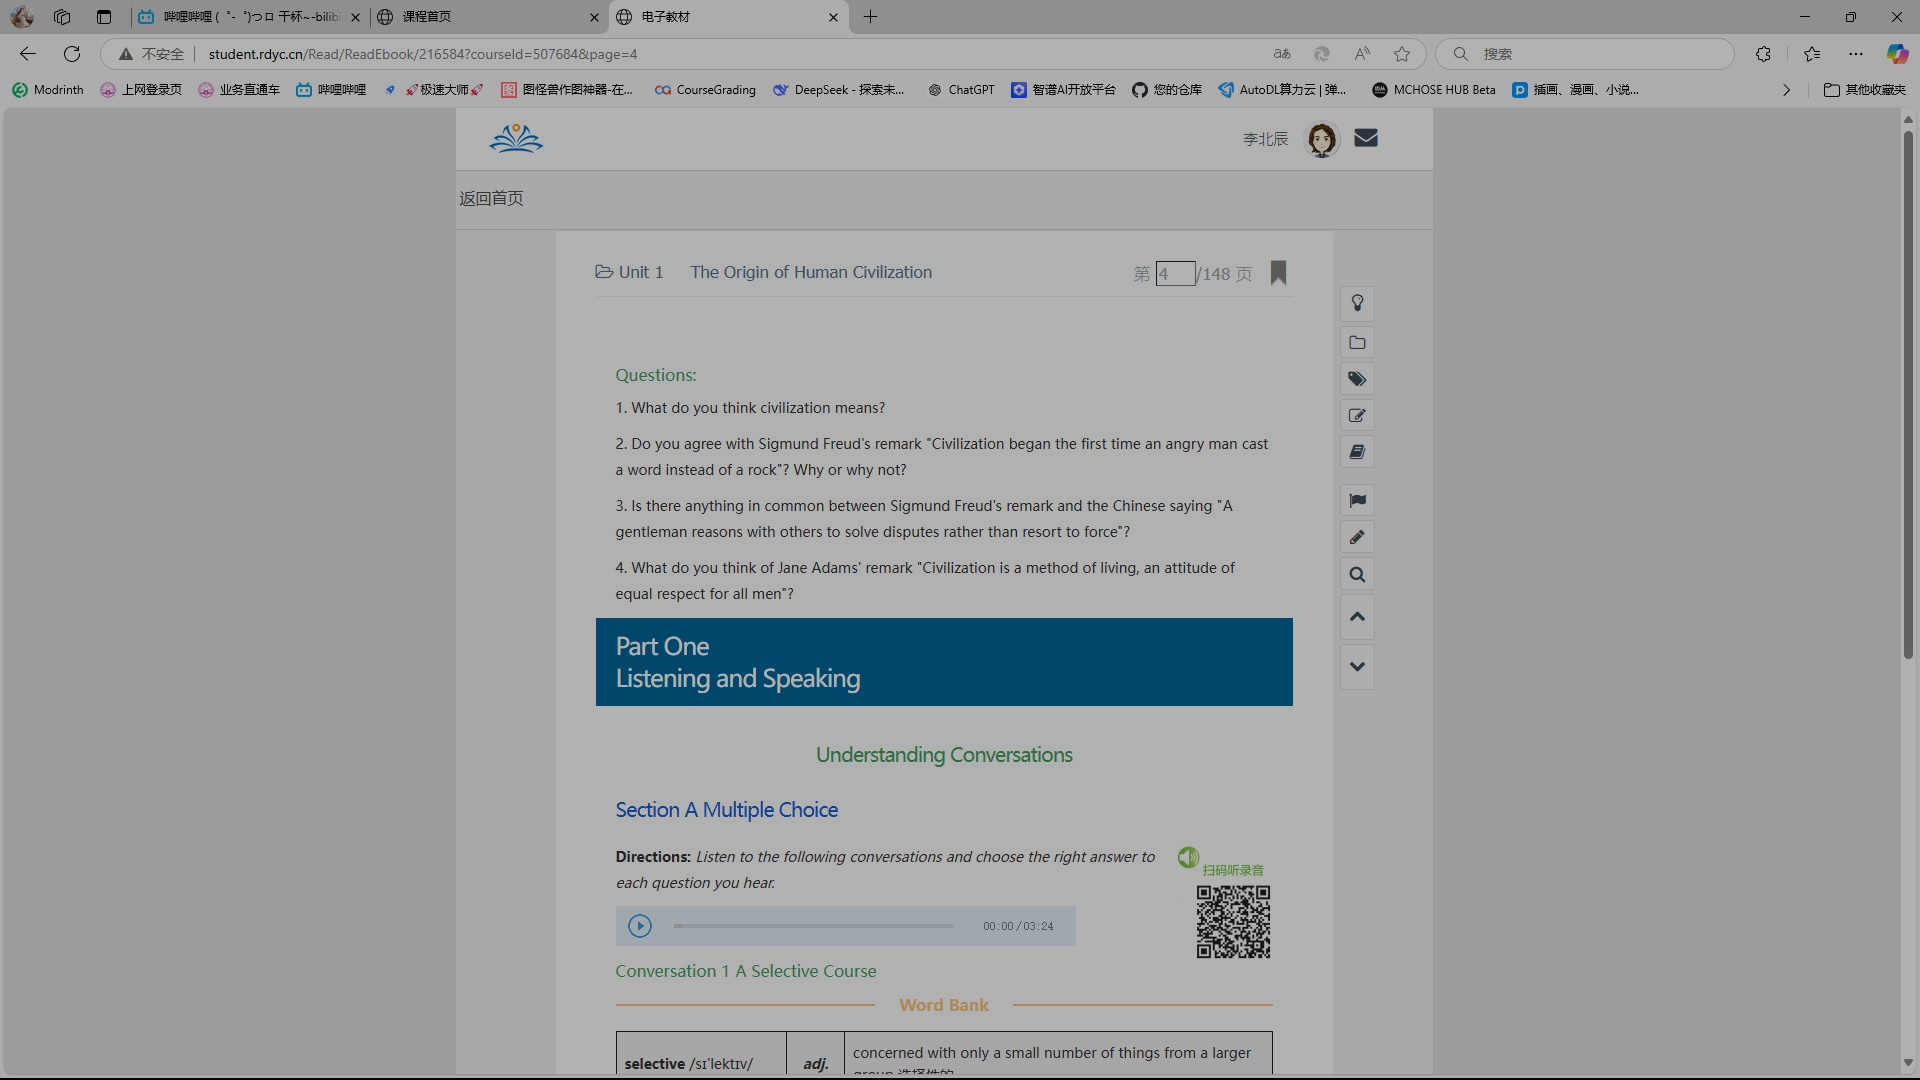 哔哩哔哩 (゜-゜)つロ 干杯~-bilibi
课程首页
电子教材
不安全
student.rdyc.cn/Read/ReadEbook/216584?courseId=507684&page=4
搜索
Modrinth
上网登录页
业务直通车
哔哩哔哩
🚀极速大师🚀
图怪兽作图神器-在...
CourseGrading
DeepSeek - 探索未...
ChatGPT
智谱AI开放平台
您的仓库
AutoDL算力云 | 弹...
MCHOSE HUB Beta
插画、漫画、小说...
其他收藏夹
李北辰
返回首页
Unit 1 The Origin of Human Civilization
第 4 /148 页
Questions:
1. What do you think civilization means?
2. Do you agree with Sigmund Freud's remark "Civilization began the first time an angry man cast
a word instead of a rock"? Why or why not?
3. Is there anything in common between Sigmund Freud's remark and the Chinese saying "A
gentleman reasons with others to solve disputes rather than resort to force"?
4. What do you think of Jane Adams' remark "Civilization is a method of living, an attitude of
equal respect for all men"?
Part One
Listening and Speaking
Understanding Conversations
Section A Multiple Choice
Directions: Listen to the following conversations and choose the right answer to
each question you hear.
扫码听录音
00:00/03:24
Conversation 1 A Selective Course
Word Bank
selective /sɪˈlektɪv/
adj.
concerned with only a small number of things from a larger
group 选择性的